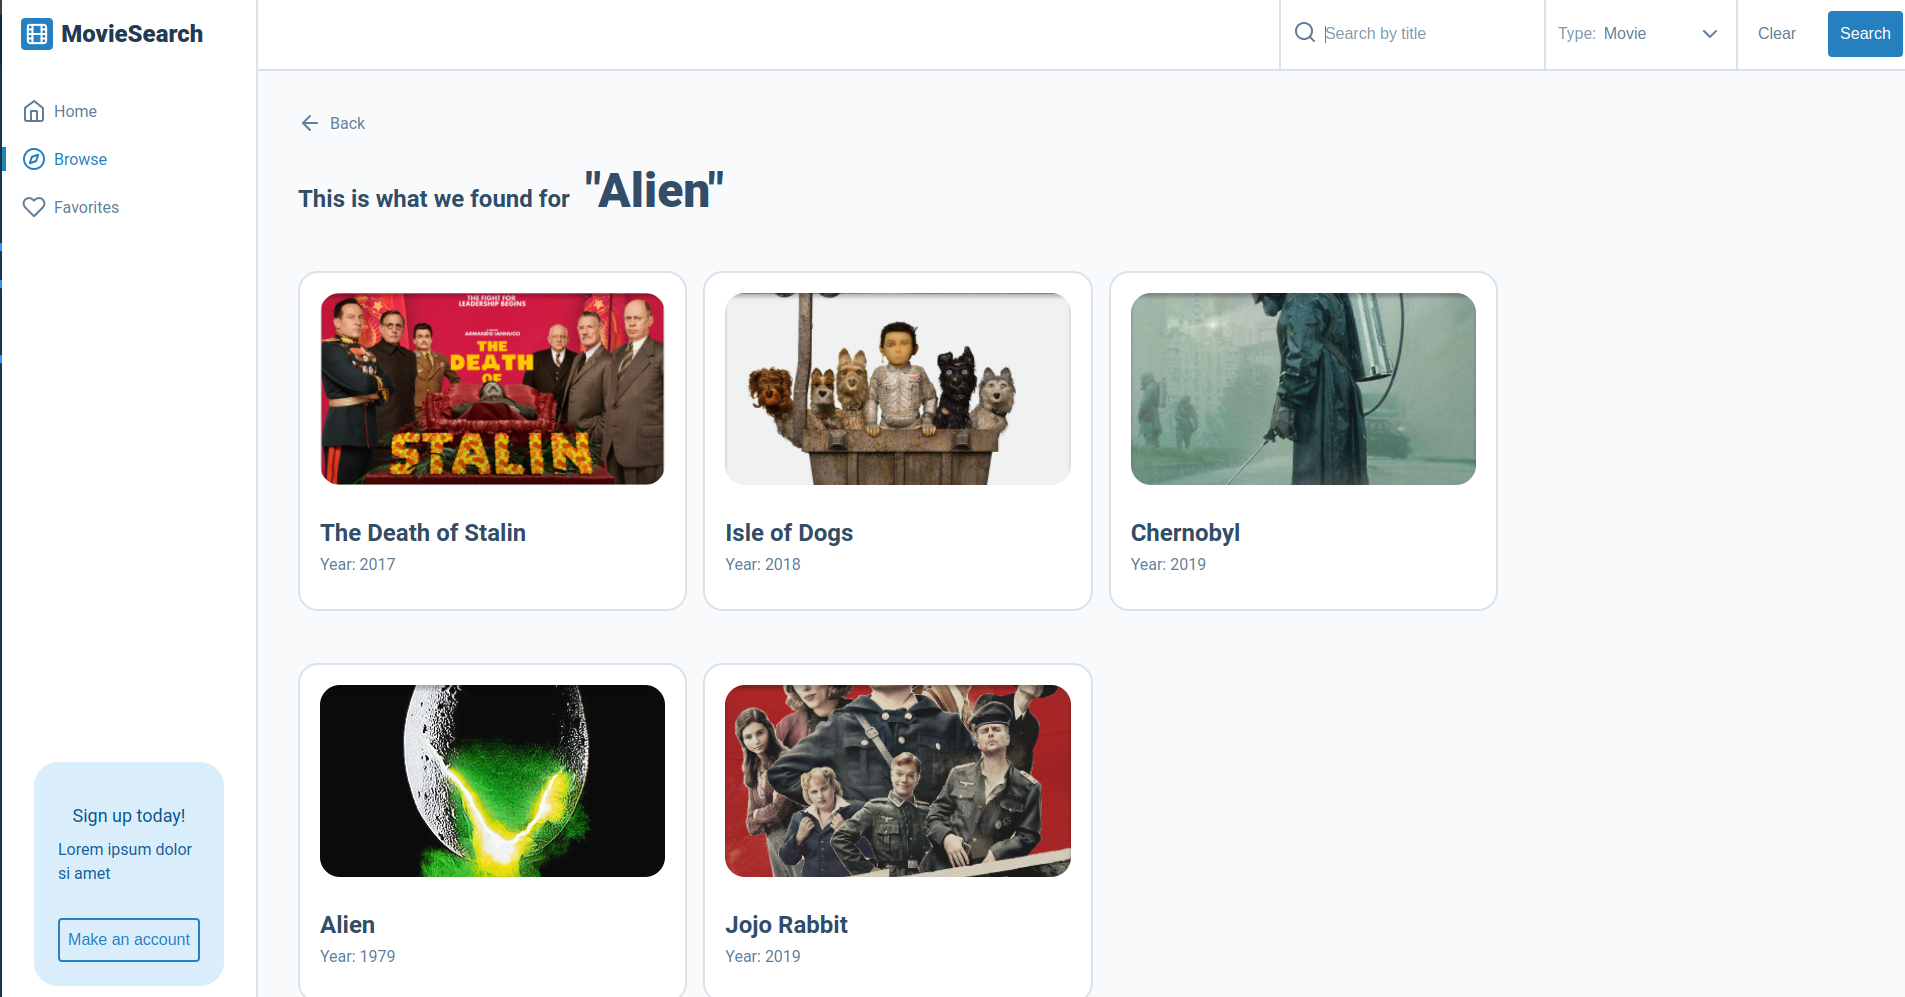 MovieSearch
Search by title
Type: Movie
Clear
Search
Home
Browse
Favorites
Back
This is what we found for "Alien"
THE FIGHT FOR
LEADERSHIP BEGINS
ARMANDO IANNUCCI
THE
DEATH
OF
STALIN
The Death of Stalin
Year: 2017
Isle of Dogs
Year: 2018
Chernobyl
Year: 2019
Alien
Year: 1979
Jojo Rabbit
Year: 2019
Sign up today!
Lorem ipsum dolor
si amet
Make an account